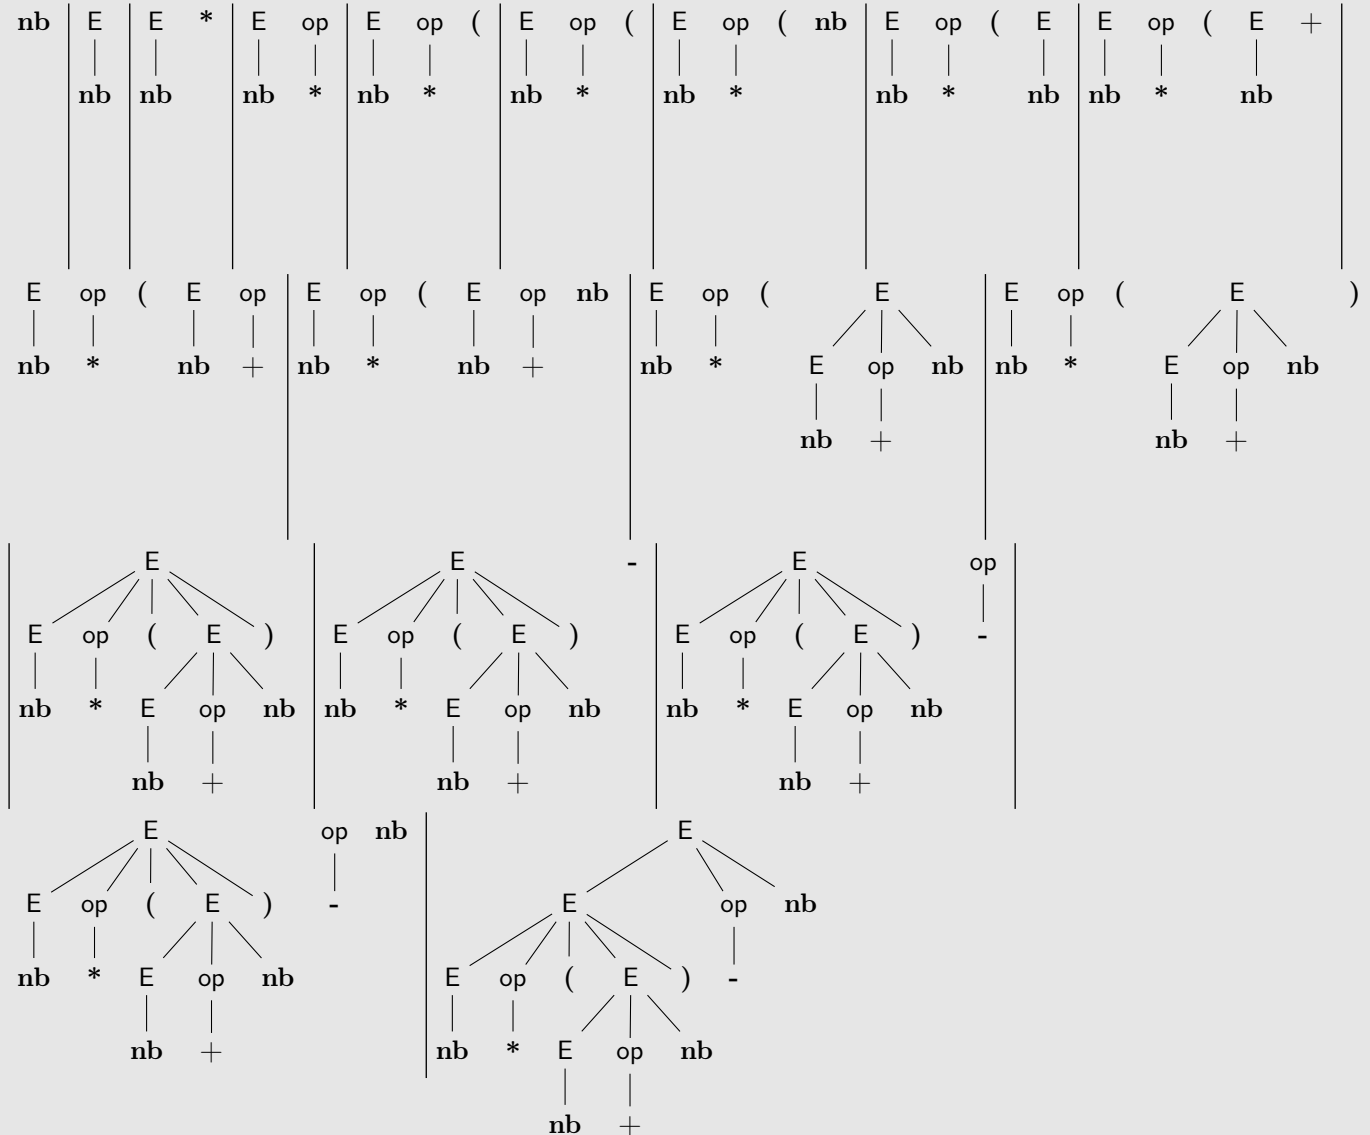 nb E E * E op E op ( E op ( E op ( nb E op ( E E op ( E +
nb nb nb * nb * nb * nb * nb * nb nb * nb
E op ( E op E op ( E op nb E op ( E E op ( E )
nb * nb + nb * nb + nb * E op nb nb * E op nb
nb + nb +
E E - E op
E op ( E ) E op ( E ) E op ( E ) -
nb * E op nb nb * E op nb nb * E op nb
nb + nb + nb +
E op nb E
E op ( E ) - E op nb
nb * E op nb E op ( E ) -
nb + nb * E op nb
nb +